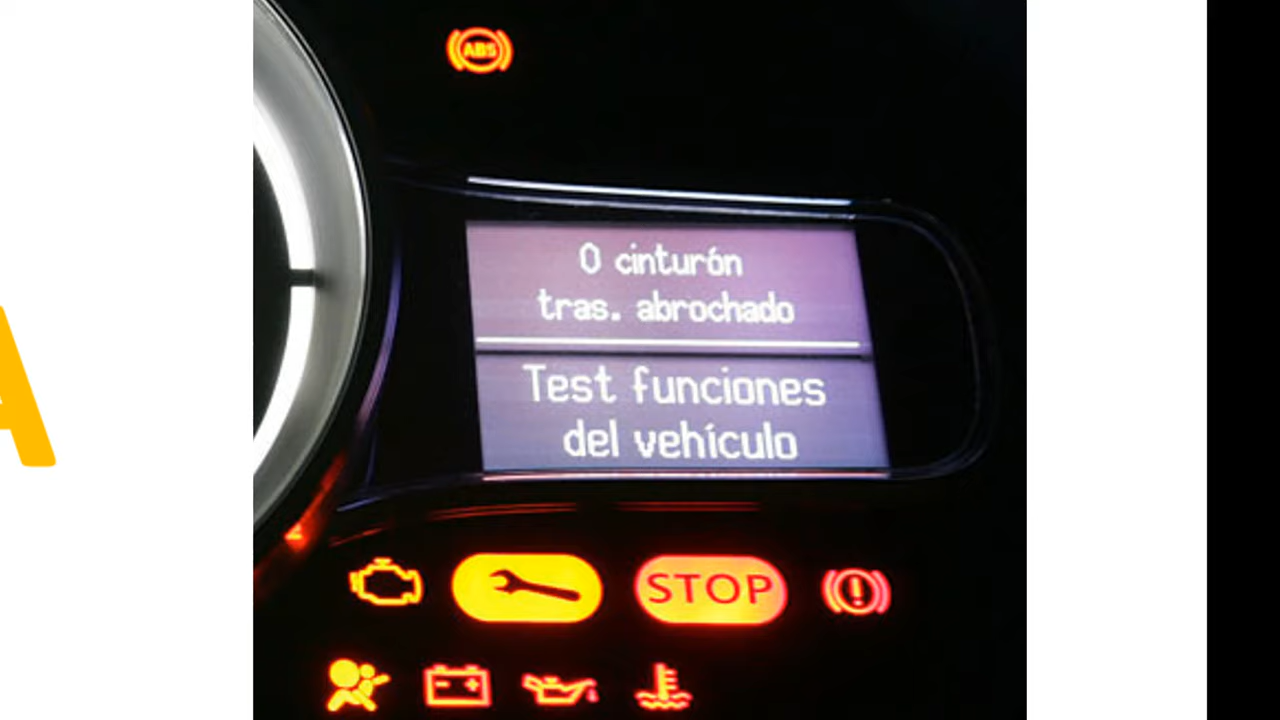 A
ABS
0 cinturón
tras. abrochado
Test funciones
del vehículo
STOP